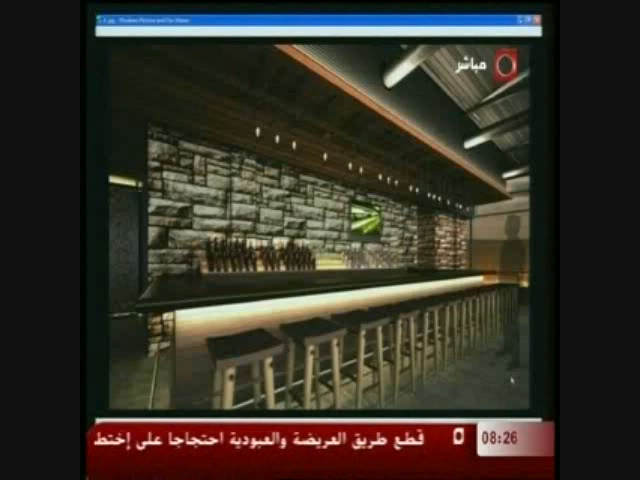 مباشر
قطع طريق العريضة والعبودية احتجاجا على إختط
08:26